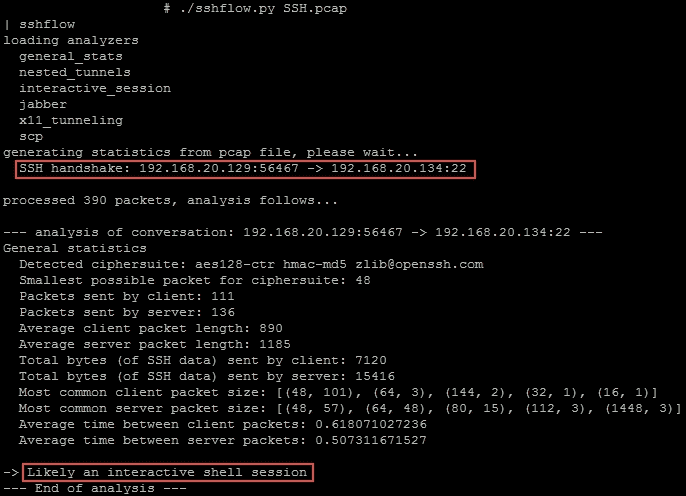 # ./sshflow.py SSH.pcap
| sshflow
loading analyzers
general_stats
nested_tunnels
interactive_session
jabber
x11_tunneling
scp
generating statistics from pcap file, please wait...
SSH handshake: 192.168.20.129:56467 -> 192.168.20.134:22
processed 390 packets, analysis follows...
--- analysis of conversation: 192.168.20.129:56467 -> 192.168.20.134:22 ---
General statistics
Detected ciphersuite: aes128-ctr hmac-md5 zlib@openssh.com
Smallest possible packet for ciphersuite: 48
Packets sent by client: 111
Packets sent by server: 136
Average client packet length: 890
Average server packet length: 1185
Total bytes (of SSH data) sent by client: 7120
Total bytes (of SSH data) sent by server: 15416
Most common client packet size: [(48, 101), (64, 3), (144, 2), (32, 1), (16, 1)]
Most common server packet size: [(48, 57), (64, 48), (80, 15), (112, 3), (1448, 3)]
Average time between client packets: 0.618071027236
Average time between server packets: 0.507311671527
-> Likely an interactive shell session
--- End of analysis ---